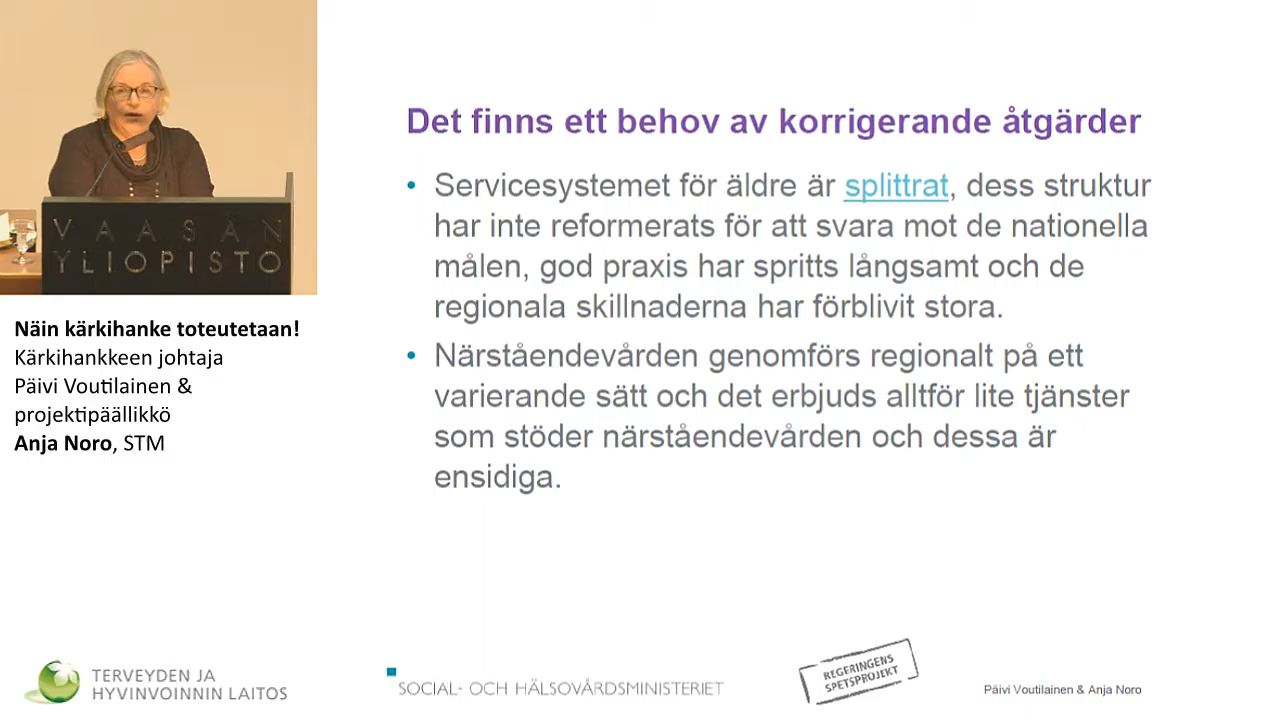 VAASAN
YLIOPISTO
Näin kärkihanke toteutetaan!
Kärkihankkeen johtaja
Päivi Voutilainen &
projektipäällikkö
Anja Noro, STM
Det finns ett behov av korrigerande åtgärder
• Servicesystemet för äldre är splittrat, dess struktur
har inte reformerats för att svara mot de nationella
målen, god praxis har spritts långsamt och de
regionala skillnaderna har förblivit stora.
• Närståendevården genomförs regionalt på ett
varierande sätt och det erbjuds alltför lite tjänster
som stöder närståendevården och dessa är
ensidiga.
TERVEYDEN JA
HYVINVOINNIN LAITOS
SOCIAL- OCH HÄLSOVÅRDSMINISTERIET
REGERINGENS
SPETSPROJEKT
Päivi Voutilainen & Anja Noro